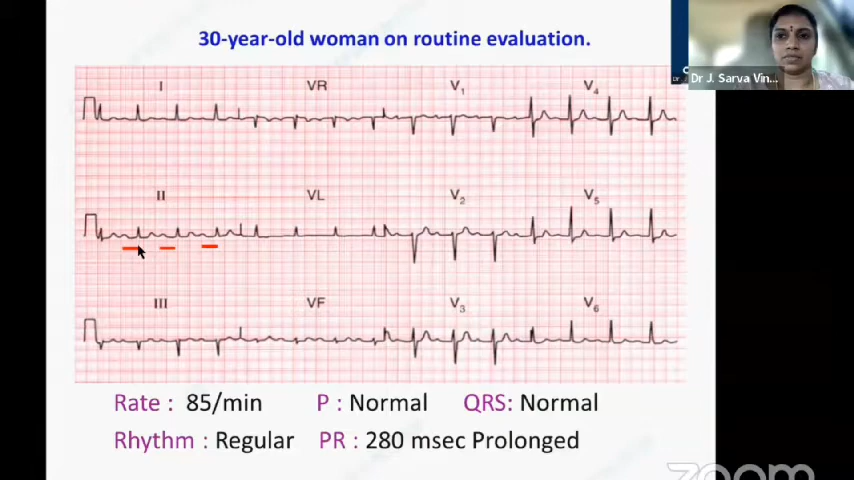 30-year-old woman on routine evaluation.
Dr J. Sarva Vin...
I VR V1 V4
II VL V2 V5
III VF V3 V6
Rate : 85/min P : Normal QRS: Normal
Rhythm : Regular PR : 280 msec Prolonged
zoom